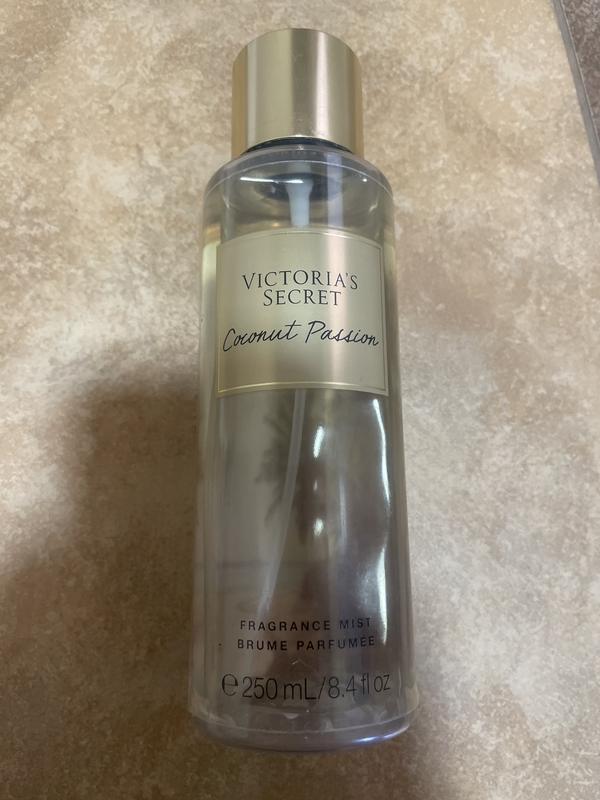 VICTORIA'S
SECRET
Coconut Passion
FRAGRANCE MIST
BRUME PARFUMÉE
℮ 250 mL/8.4 fl oz